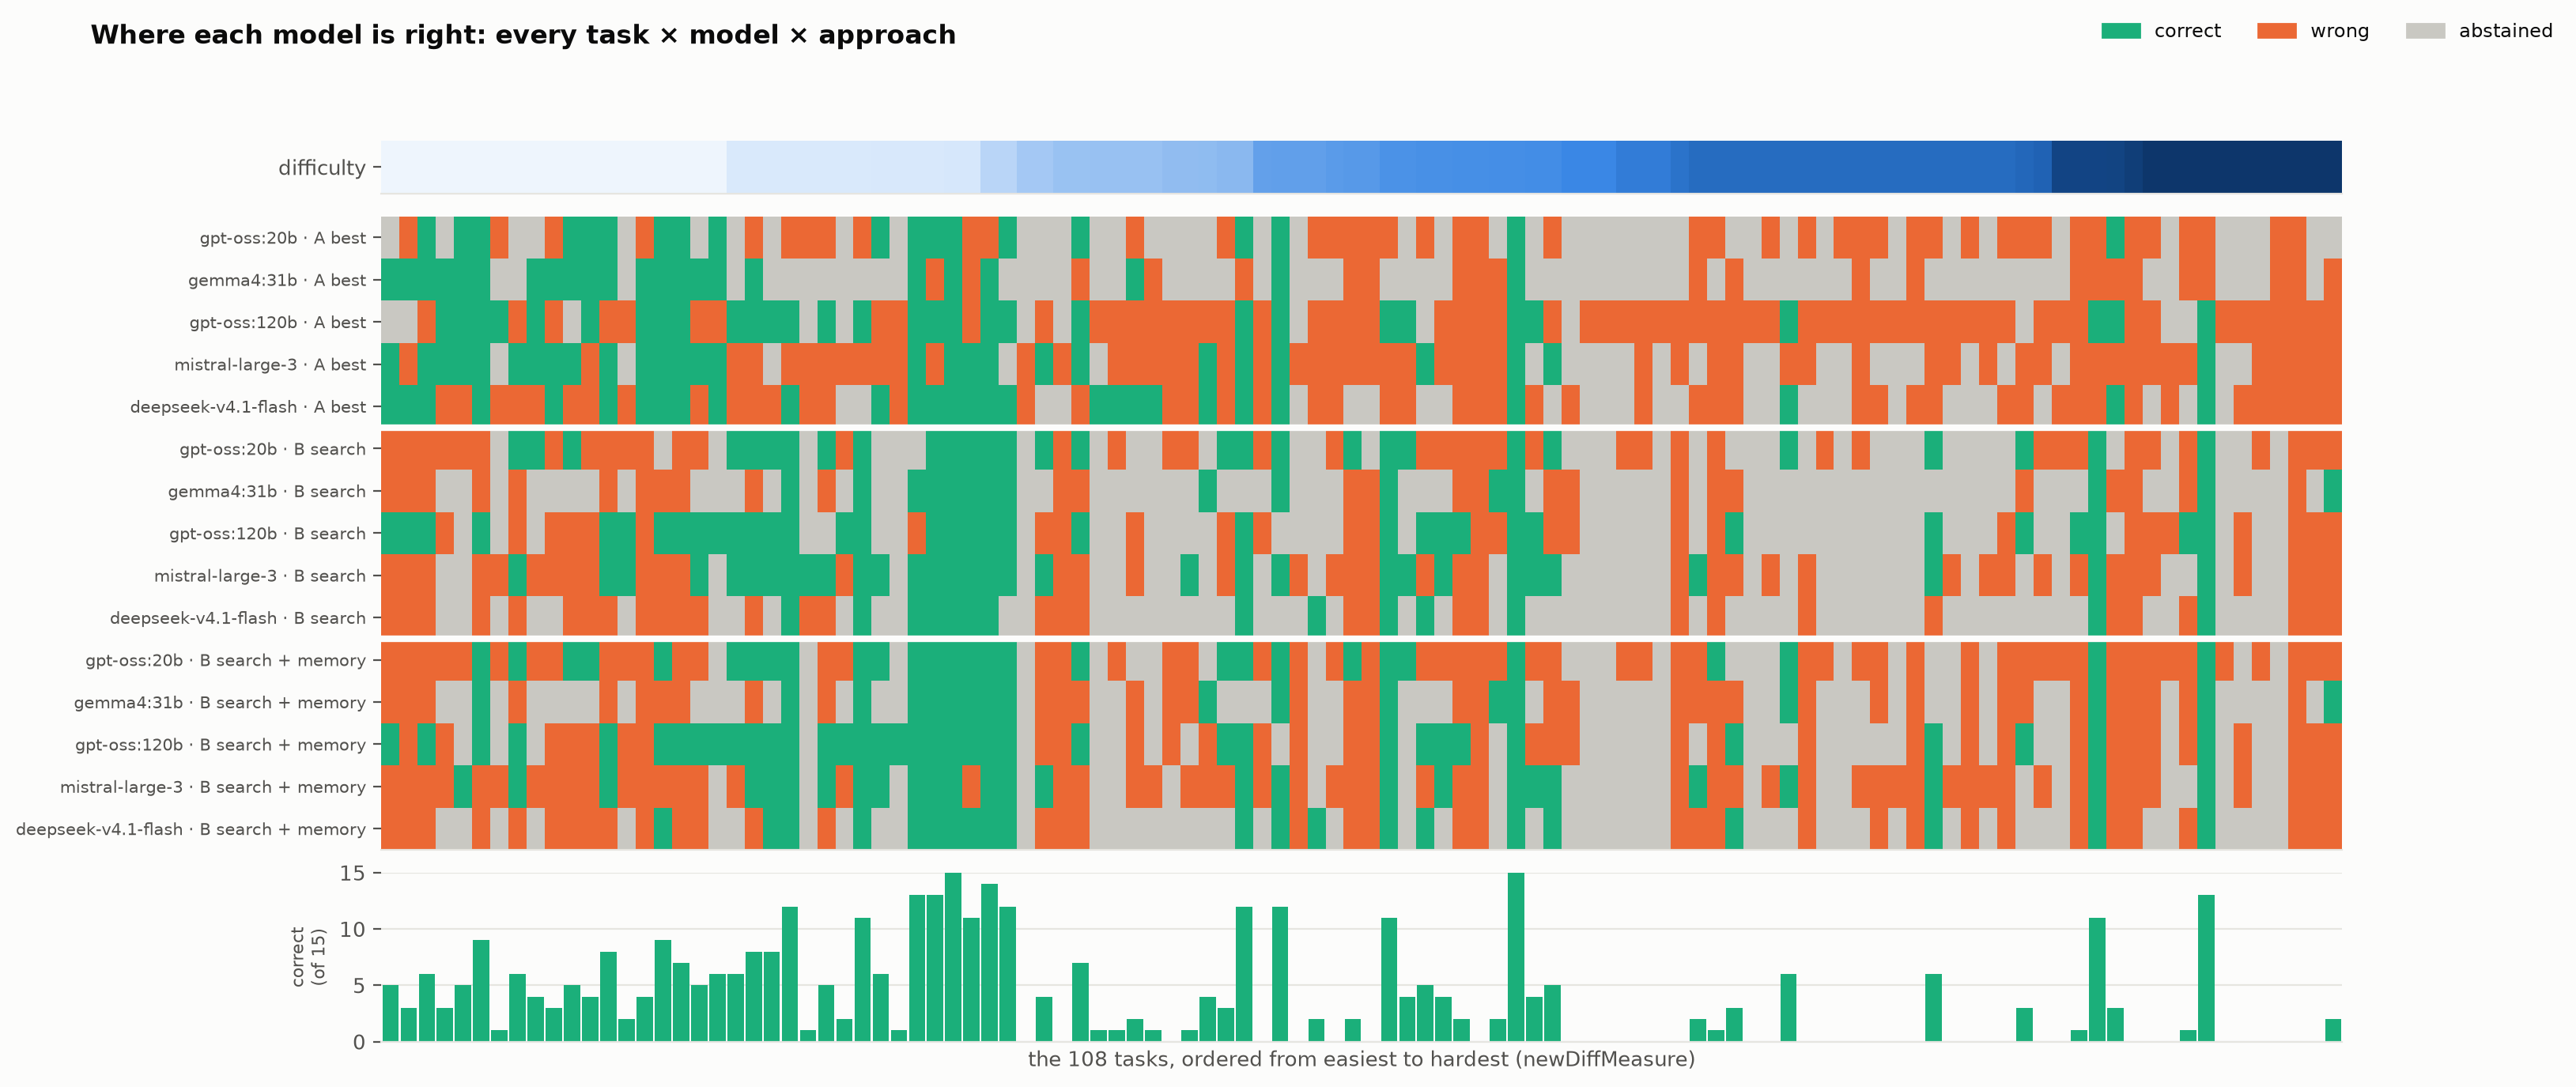 Where each model is right: every task × model × approach
correct
wrong
abstained
difficulty
gpt-oss:20b · A best
gemma4:31b · A best
gpt-oss:120b · A best
mistral-large-3 · A best
deepseek-v4.1-flash · A best
gpt-oss:20b · B search
gemma4:31b · B search
gpt-oss:120b · B search
mistral-large-3 · B search
deepseek-v4.1-flash · B search
gpt-oss:20b · B search + memory
gemma4:31b · B search + memory
gpt-oss:120b · B search + memory
mistral-large-3 · B search + memory
deepseek-v4.1-flash · B search + memory
correct
(of 15)
15
10
5
0
the 108 tasks, ordered from easiest to hardest (newDiffMeasure)